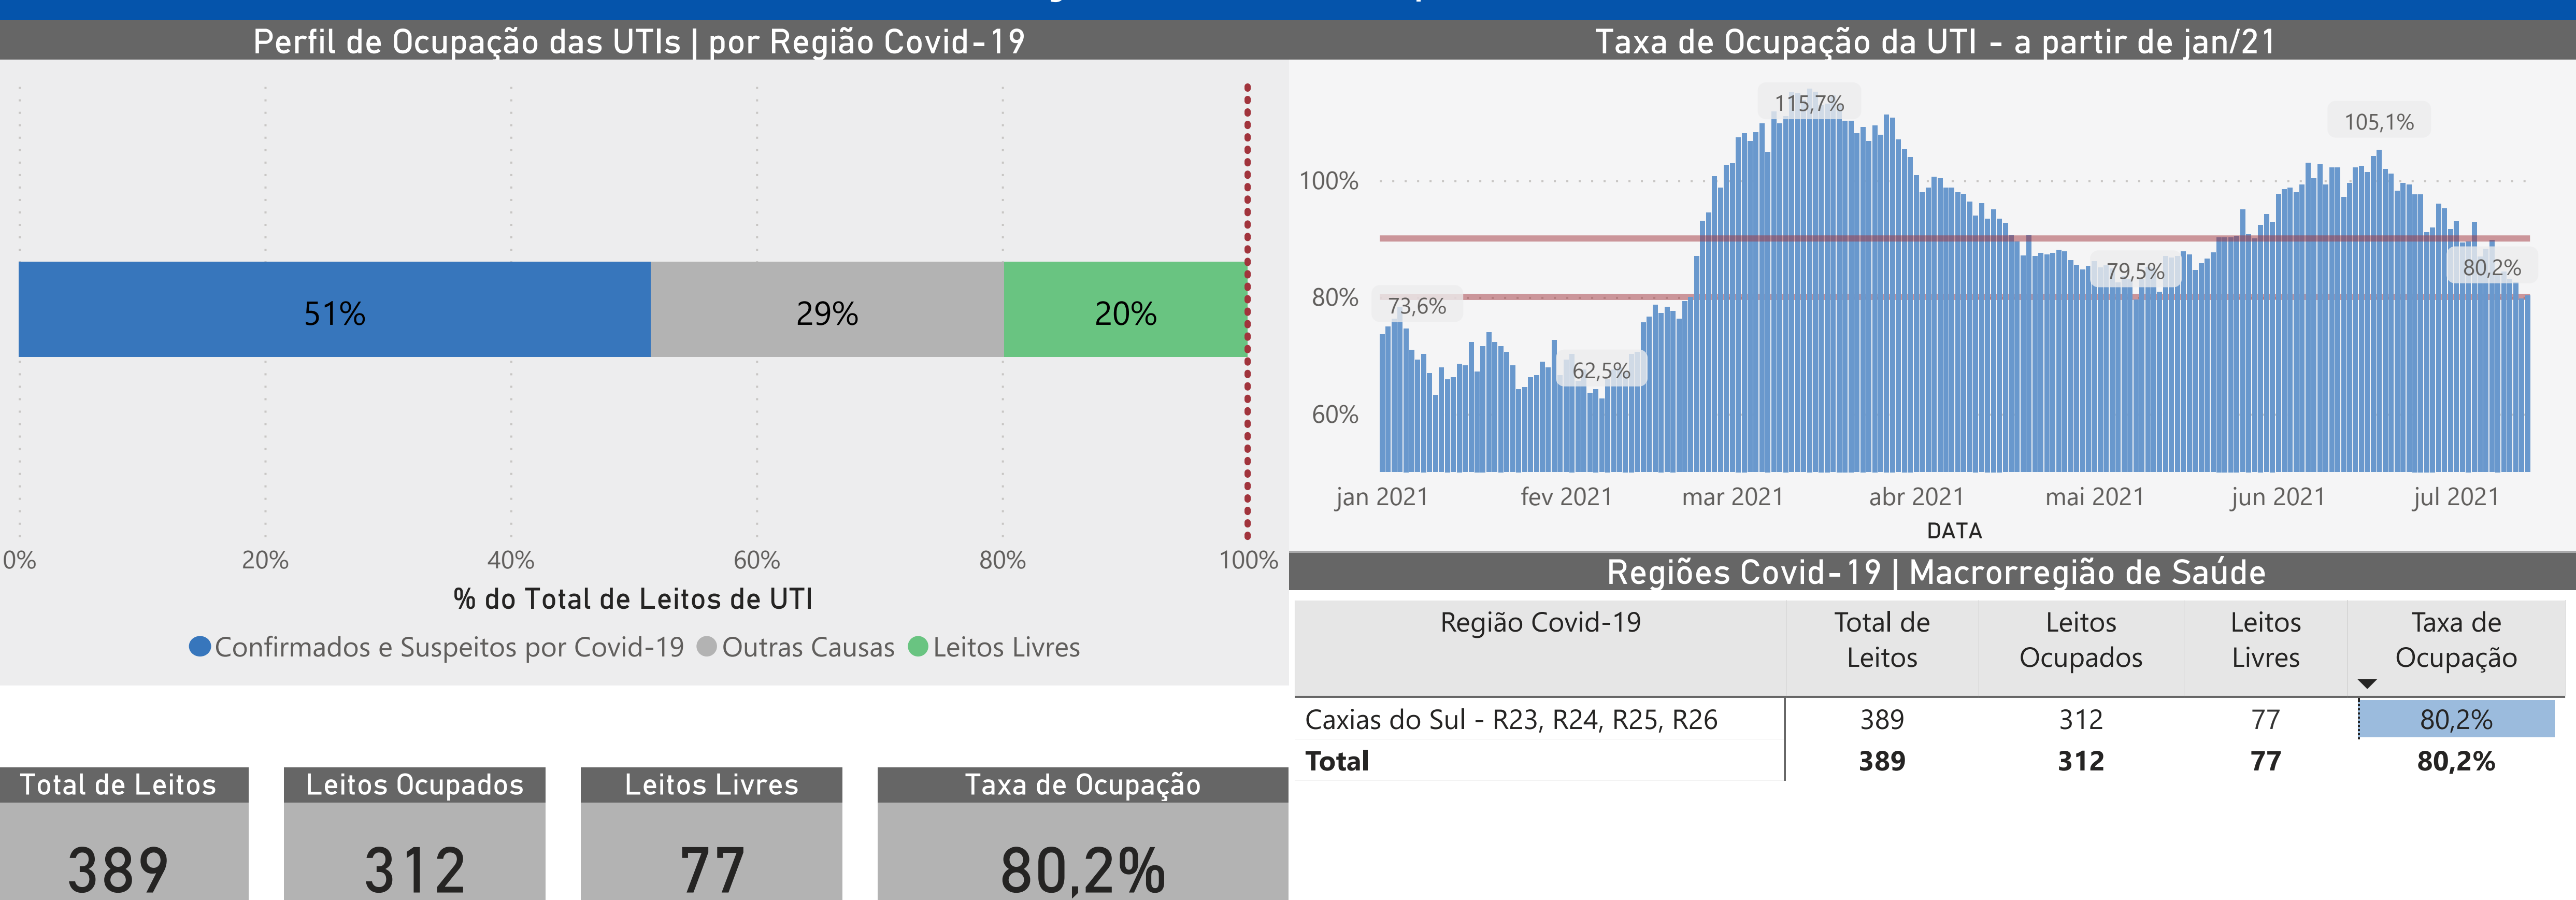 Perfil de Ocupação das UTIs | por Região Covid-19
51%
29%
20%
0%
20%
40%
60%
80%
100%
% do Total de Leitos de UTI
Confirmados e Suspeitos por Covid-19
Outras Causas
Leitos Livres
Total de Leitos
389
Leitos Ocupados
312
Leitos Livres
77
Taxa de Ocupação
80,2%
Taxa de Ocupação da UTI - a partir de jan/21
100%
80%
60%
73,6%
62,5%
115,7%
79,5%
105,1%
80,2%
jan 2021
fev 2021
mar 2021
abr 2021
mai 2021
jun 2021
jul 2021
DATA
Regiões Covid-19 | Macrorregião de Saúde
Região Covid-19
Total de
Leitos
Leitos
Ocupados
Leitos
Livres
Taxa de
Ocupação
Caxias do Sul - R23, R24, R25, R26 389 312 77 80,2%
Total 389 312 77 80,2%